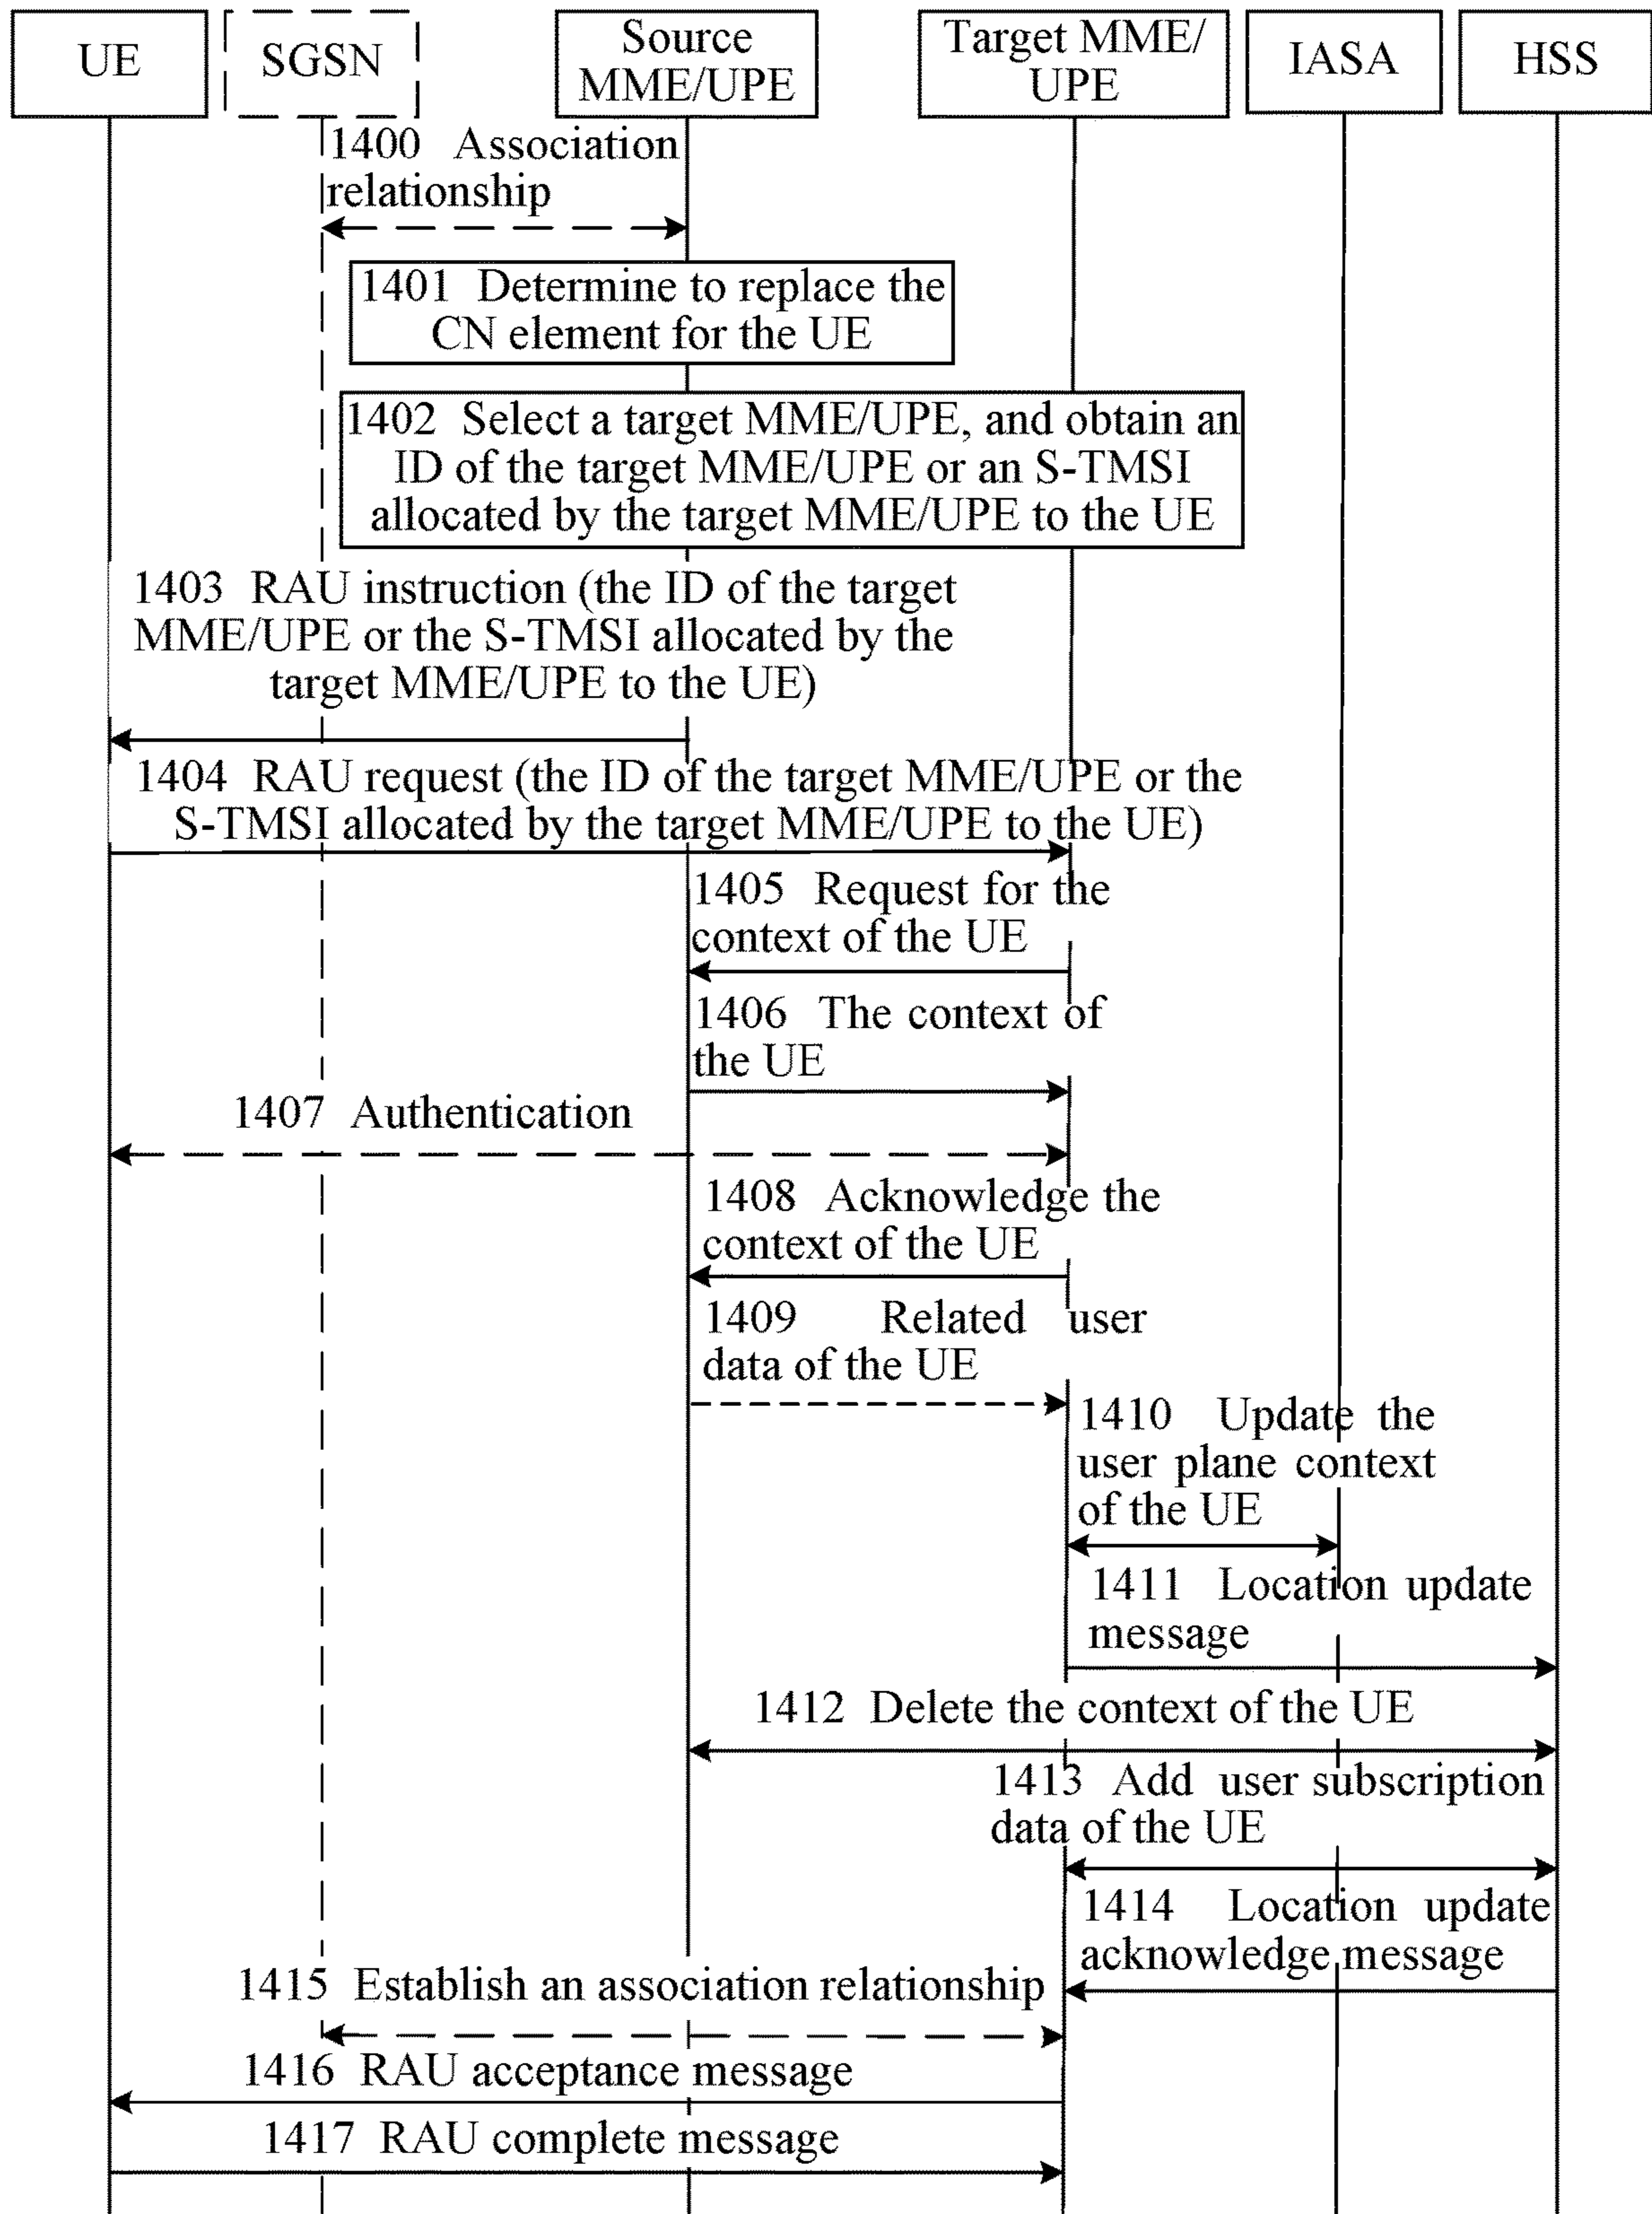 UE
SGSN
Source
MME/UPE
Target MME/
UPE
IASA
HSS
1400 Association
relationship
1401 Determine to replace the
CN element for the UE
1402 Select a target MME/UPE, and obtain an
ID of the target MME/UPE or an S-TMSI
allocated by the target MME/UPE to the UE
1403 RAU instruction (the ID of the target
MME/UPE or the S-TMSI allocated by the
target MME/UPE to the UE)
1404 RAU request (the ID of the target MME/UPE or the
S-TMSI allocated by the target MME/UPE to the UE)
1405 Request for the
context of the UE
1406 The context of
the UE
1407 Authentication
1408 Acknowledge the
context of the UE
1409 Related user
data of the UE
1410 Update the
user plane context
of the UE
1411 Location update
message
1412 Delete the context of the UE
1413 Add user subscription
data of the UE
1414 Location update
acknowledge message
1415 Establish an association relationship
1416 RAU acceptance message
1417 RAU complete message